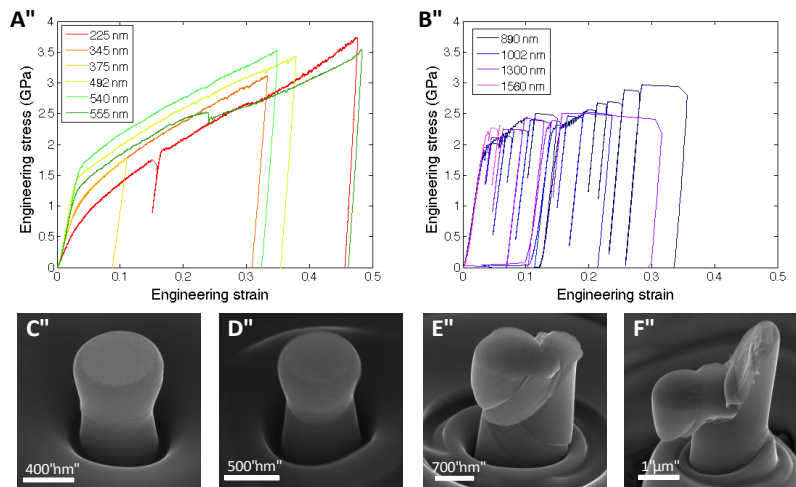 A"
4
3.5
3
2.5
2
1.5
1
0.5
0
Engineering stress (GPa)
225 nm
345 nm
375 nm
492 nm
540 nm
555 nm
0 0.1 0.2 0.3 0.4 0.5
Engineering strain
B"
4
3.5
3
2.5
2
1.5
1
0.5
0
Engineering stress (GPa)
890 nm
1002 nm
1300 nm
1560 nm
0 0.1 0.2 0.3 0.4 0.5
Engineering strain
C"
400"hm"
D"
500"hm"
E"
700"hm"
F"
1"µm"